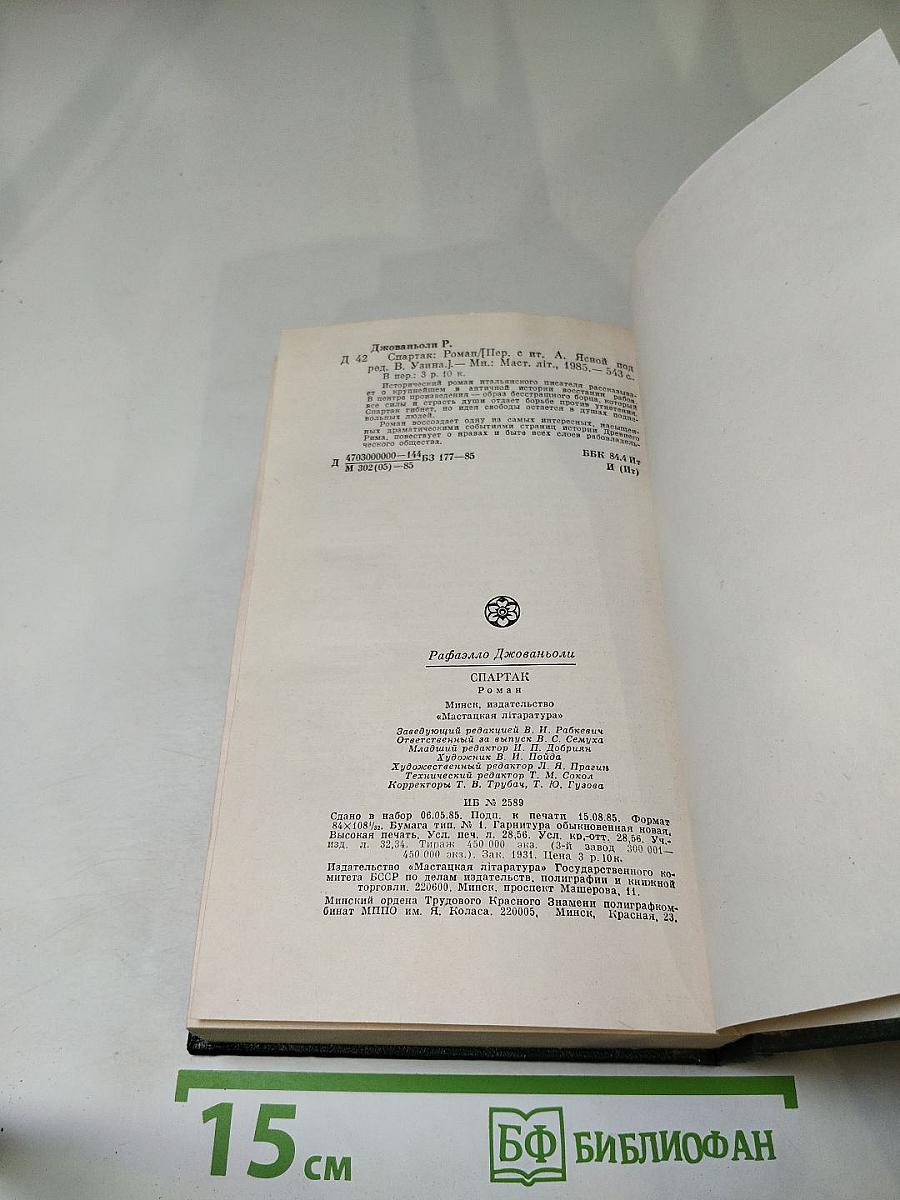 Джованьоли Р.
Д 42 Спартак: Роман/[Пер. с ит. А. Ясной под
ред. В. Узина.].— Мн.: Маст. літ., 1985.— 543 с.
В пер.: 3 р. 10 к.
Исторический роман итальянского писателя рассказыва-
ет о крупнейшем в античной истории восстании рабов.
В центре произведения — образ бесстрашного борца, который
все силы и страсть души отдает борьбе против угнетения.
Спартак гибнет, но идея свободы остается в душах
вольных людей.
Роман воссоздает одну из самых интересных, насыщен-
ных драматическими событиями страниц истории Древнего
Рима, повествует о нравах и быте всех слоев рабовладель-
ческого общества.
Д 4703000000—144 БЗ 177—85 ББК 84.4 Ит
М 302(05)—85 И (Ит)
Рафаэлло Джованьоли
СПАРТАК
Роман
Минск, издательство
«Мастацкая літаратура»
Заведующий редакцией В. И. Рабкевич
Ответственный за выпуск В. С. Семуха
Младший редактор И. П. Добриян
Художник В. И. Пойда
Художественный редактор Л. Я. Прагин
Технический редактор Т. М. Сокол
Корректоры Т. В. Трубач, Т. Ю. Гузова
ИБ № 2589
Сдано в набор 06.05.85. Подп. к печати 15.08.85. Формат
84×108¹/₃₂. Бумага тип. № 1. Гарнитура обыкновенная новая.
Высокая печать. Усл. печ. л. 28,56. Усл. кр.-отт. 28,56. Уч.-
изд. л. 32,34. Тираж 450 000 экз. (3-й завод 300 001—
450 000 экз.). Зак. 1931. Цена 3 р. 10 к.
Издательство «Мастацкая літаратура» Государственного ко-
митета БССР по делам издательств, полиграфии и книжной
торговли. 220600, Минск, проспект Машерова, 11.
Минский ордена Трудового Красного Знамени полиграфком-
бинат МППО им. Я. Коласа. 220005, Минск, Красная, 23.
15 см БФ БИБЛИОФАН